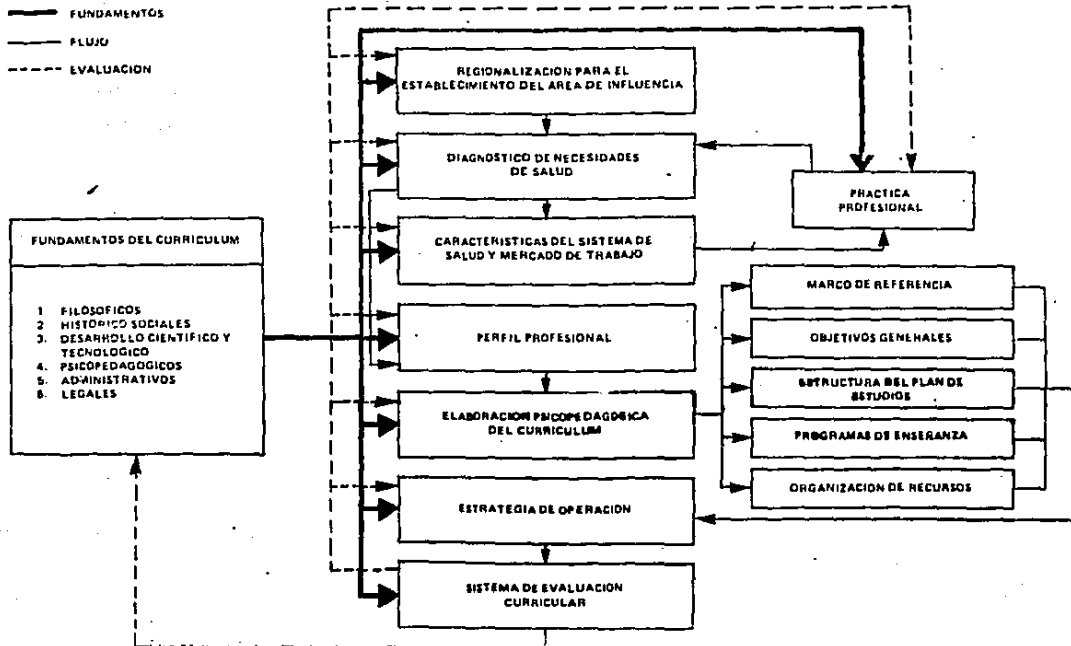 FUNDAMENTOS
FLUJO
EVALUACION
REGIONALIZACION PARA EL
ESTABLECIMIENTO DEL AREA DE INFLUENCIA
DIAGNOSTICO DE NECESIDADES
DE SALUD
PRACTICA
PROFESIONAL
FUNDAMENTOS DEL CURRICULUM
1 FILOSOFICOS
2 HISTORICO SOCIALES
3. DESARROLLO CIENTIFICO Y
TECNOLOGICO
4. PSICOPEDAGOGICOS
5. ADMINISTRATIVOS
6. LEGALES
CARACTERISTICAS DEL SISTEMA DE
SALUD Y MERCADO DE TRABAJO
PERFIL PROFESIONAL
ELABORACION PSICOPEDAGOGICA
DEL CURRICULUM
MARCO DE REFERENCIA
OBJETIVOS GENERALES
ESTRUCTURA DEL PLAN DE
ESTUDIOS
PROGRAMAS DE ENSEÑANZA
ORGANIZACION DE RECURSOS
ESTRATEGIA DE OPERACIÓN
SISTEMA DE EVALUACION
CURRICULAR